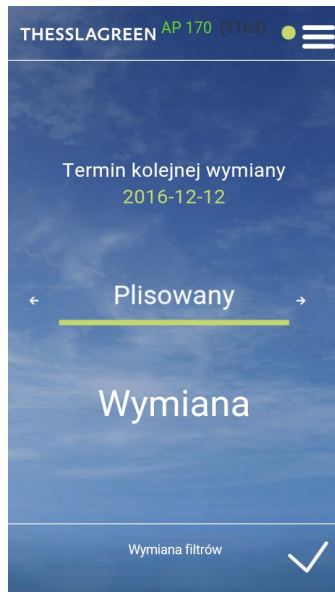 THESSLAGREEN AP 170 (1163)
Termin kolejnej wymiany
2016-12-12
Plisowany
Wymiana
Wymiana filtrów